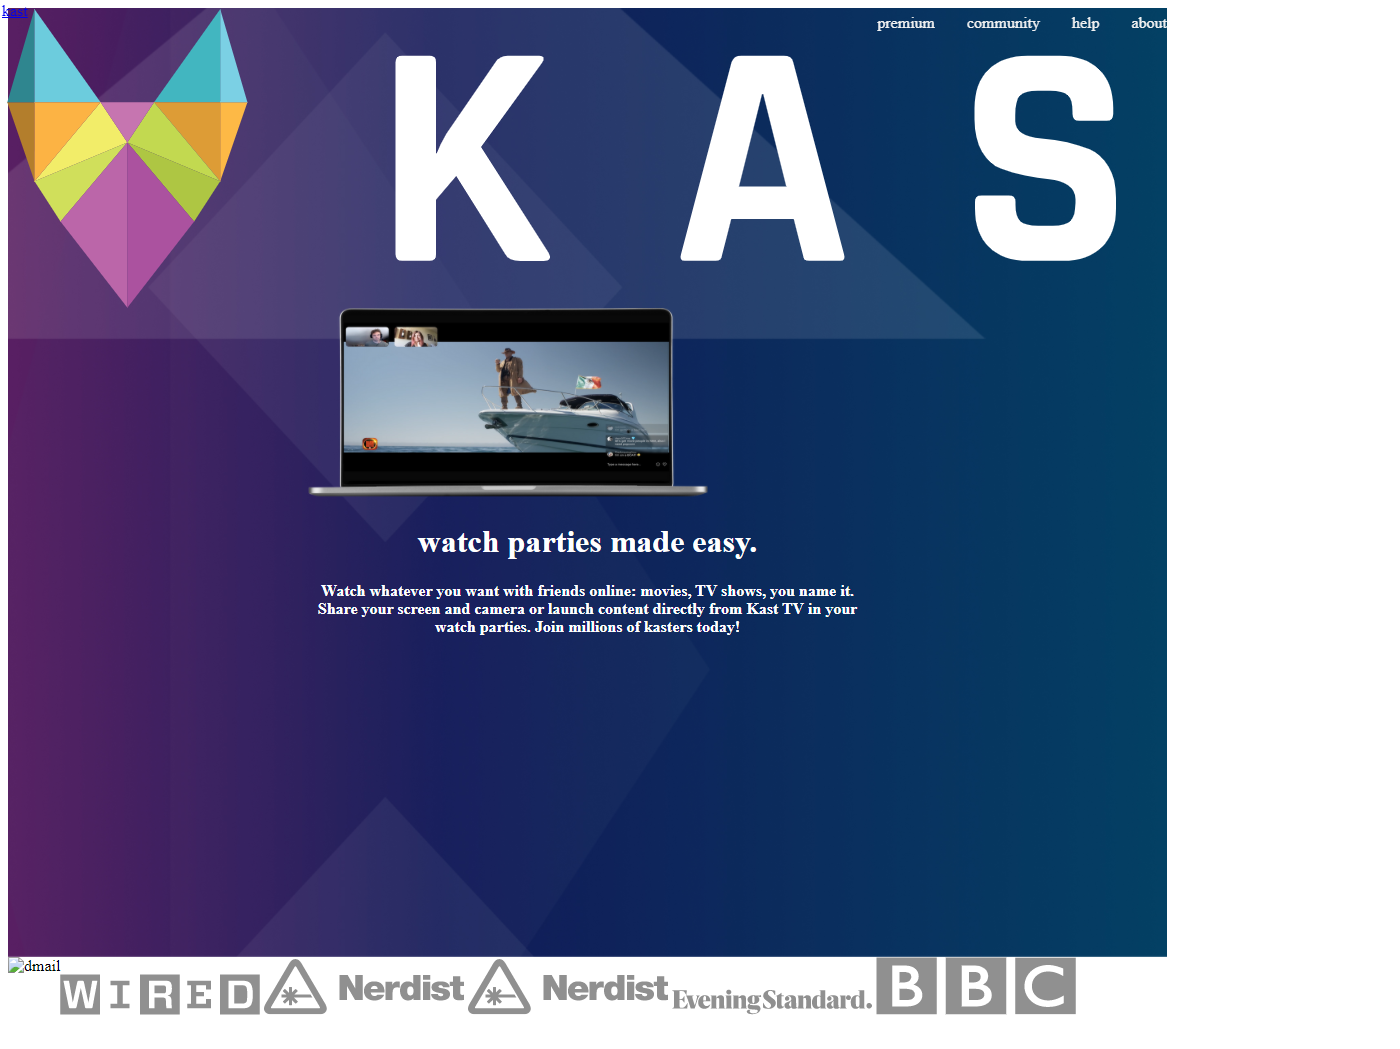 kast
premium community help about
KAS
watch parties made easy.
Watch whatever you want with friends online: movies, TV shows, you name it.
Share your screen and camera or launch content directly from Kast TV in your
watch parties. Join millions of kasters today!
dmail WIRED Nerdist Nerdist Evening Standard. BBC